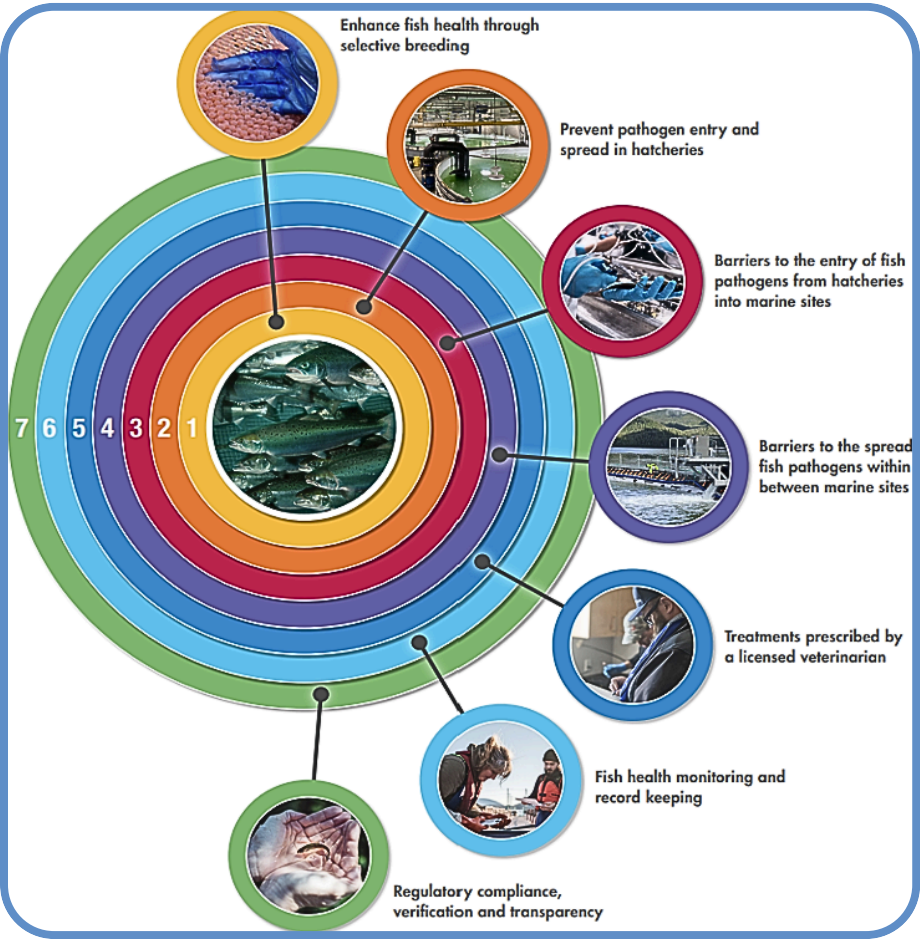 Enhance fish health through
selective breeding
Prevent pathogen entry and
spread in hatcheries
Barriers to the entry of fish
pathogens from hatcheries
into marine sites
7 6 5 4 3 2 1
Barriers to the spread
fish pathogens within
between marine sites
Treatments prescribed by
a licensed veterinarian
Fish health monitoring and
record keeping
Regulatory compliance,
verification and transparency